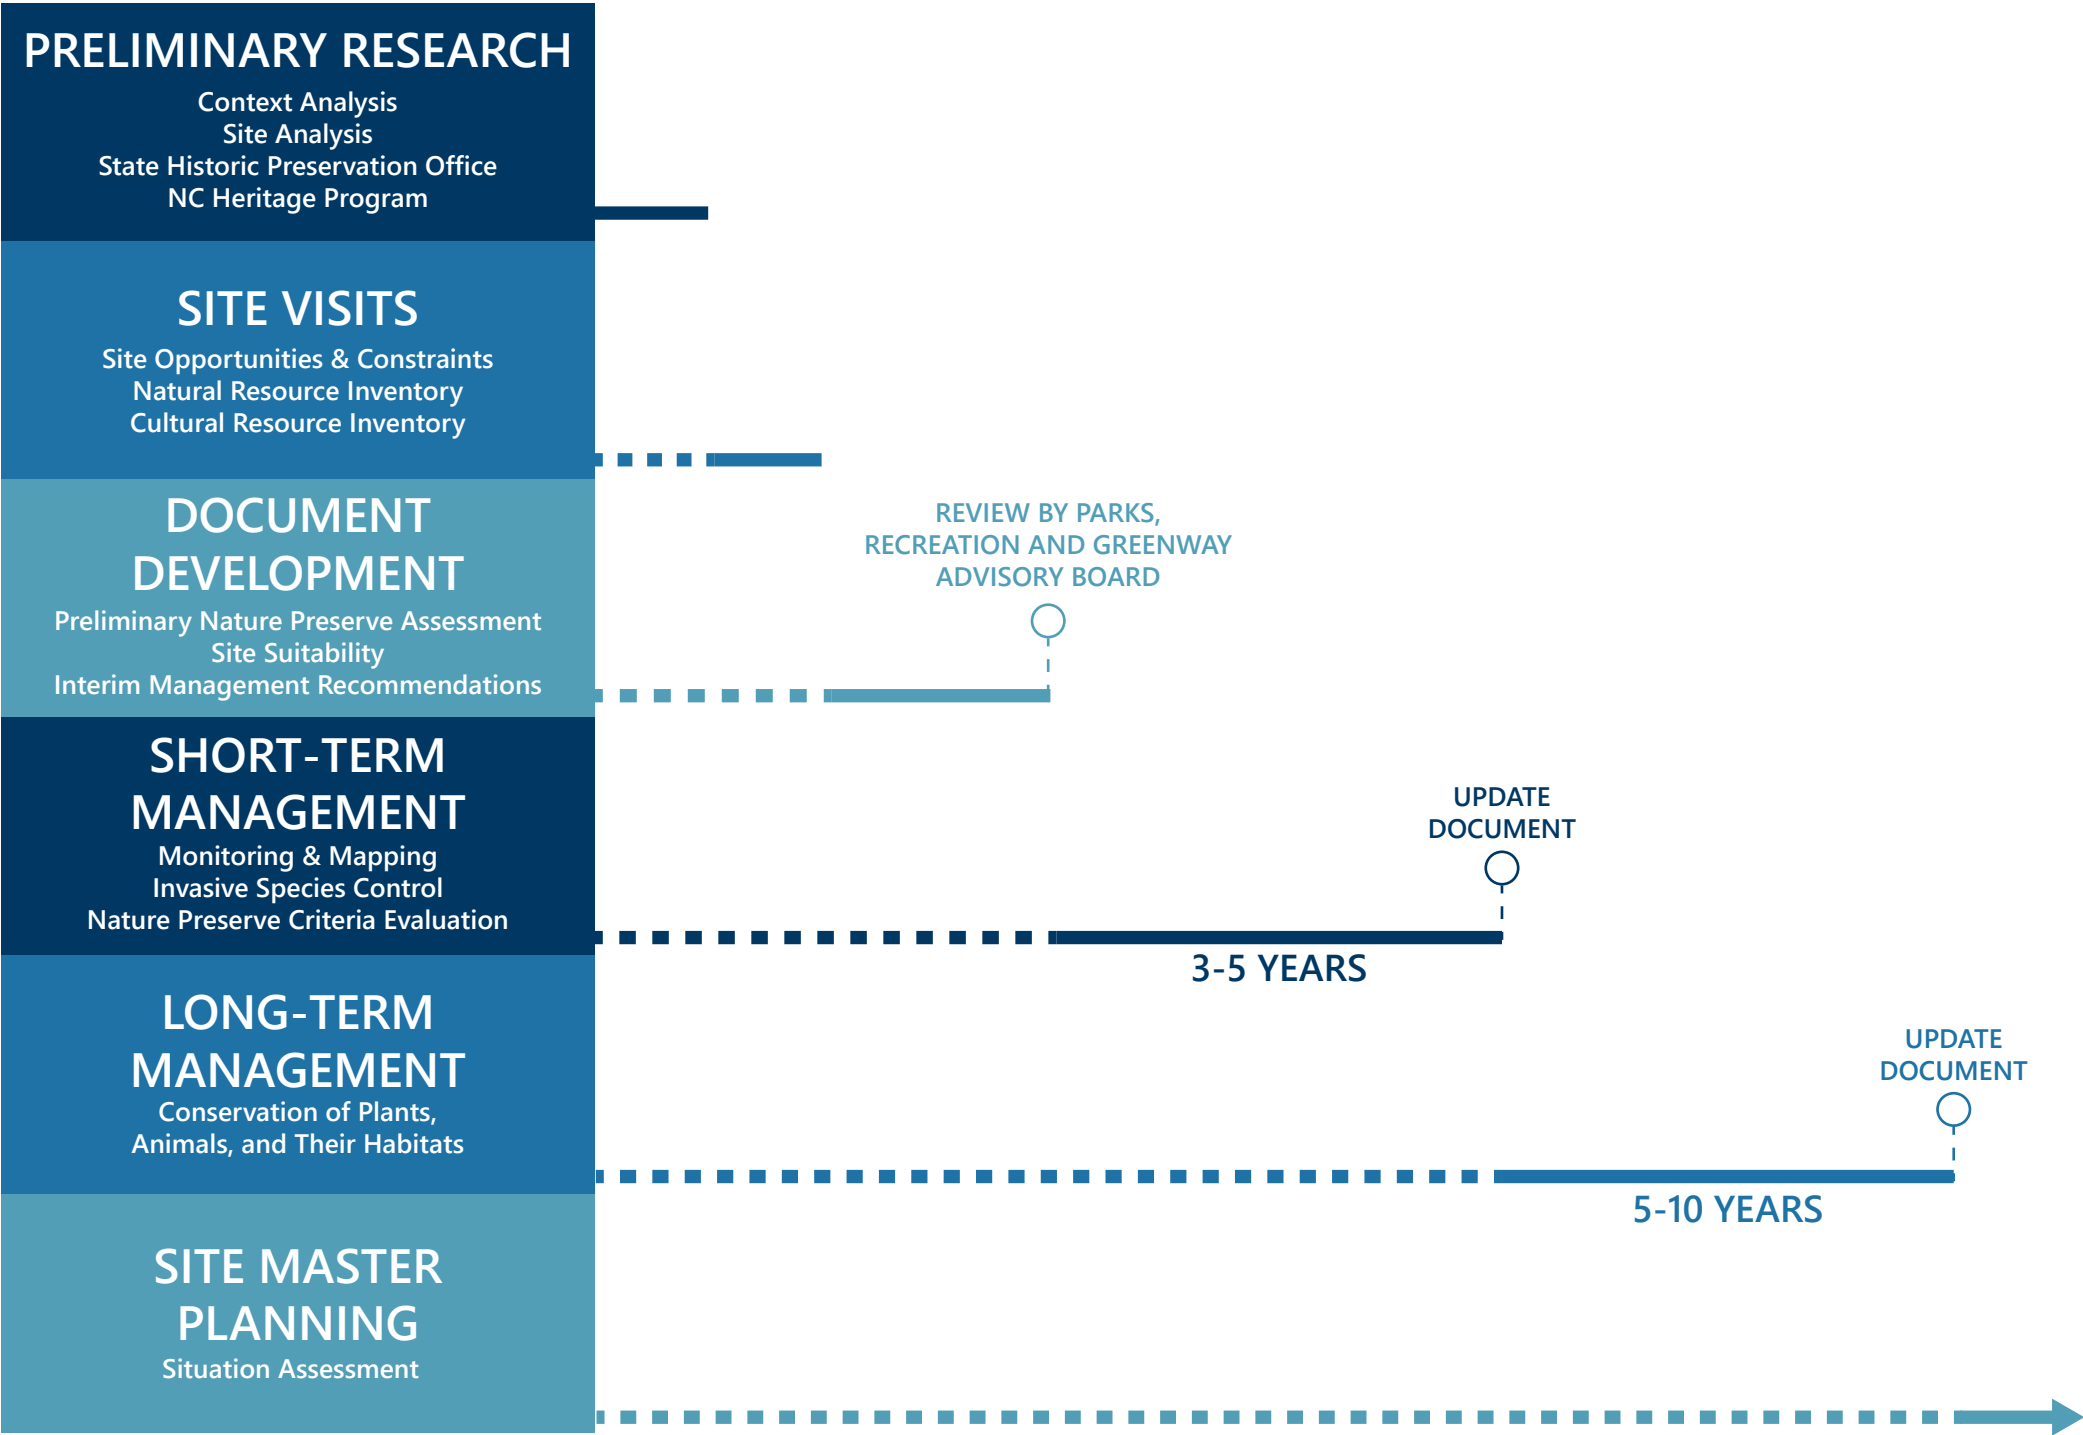 PRELIMINARY RESEARCH
Context Analysis
Site Analysis
State Historic Preservation Office
NC Heritage Program
SITE VISITS
Site Opportunities & Constraints
Natural Resource Inventory
Cultural Resource Inventory
DOCUMENT
DEVELOPMENT
Preliminary Nature Preserve Assessment
Site Suitability
Interim Management Recommendations
REVIEW BY PARKS,
RECREATION AND GREENWAY
ADVISORY BOARD
SHORT-TERM
MANAGEMENT
Monitoring & Mapping
Invasive Species Control
Nature Preserve Criteria Evaluation
UPDATE
DOCUMENT
3-5 YEARS
LONG-TERM
MANAGEMENT
Conservation of Plants,
Animals, and Their Habitats
UPDATE
DOCUMENT
5-10 YEARS
SITE MASTER
PLANNING
Situation Assessment